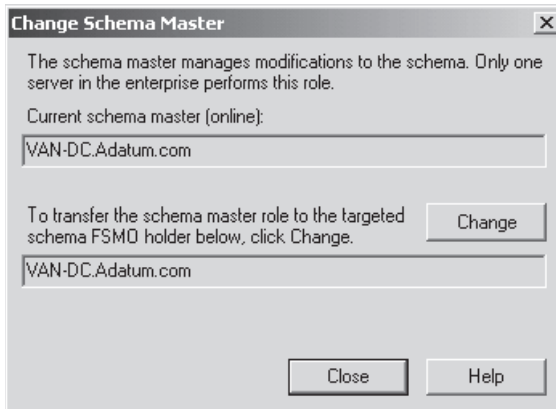 Change Schema Master
The schema master manages modifications to the schema. Only one
server in the enterprise performs this role.
Current schema master (online):
VAN-DC.Adatum.com
To transfer the schema master role to the targeted
schema FSMO holder below, click Change.
Change
VAN-DC.Adatum.com
Close
Help